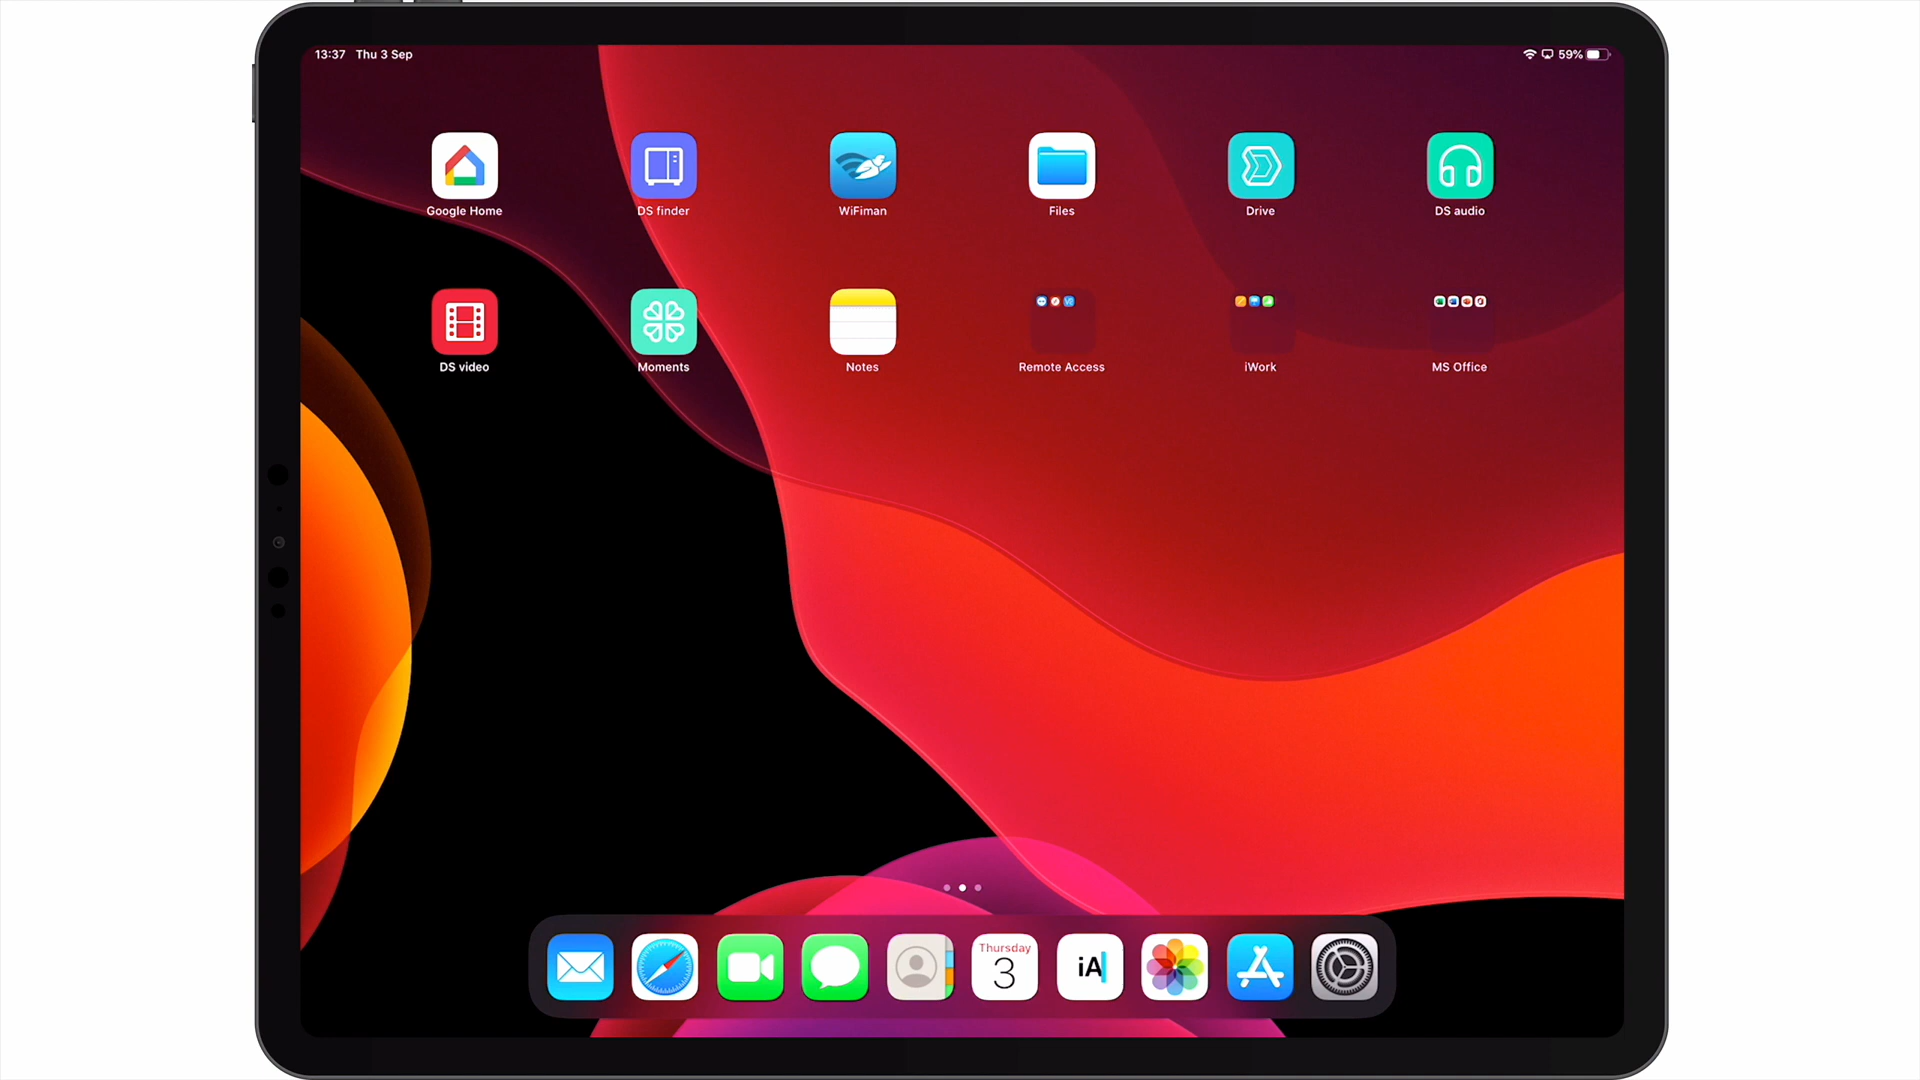 13:37 Thu 3 Sep
59%
Google Home
DS finder
WiFiman
Files
Drive
DS audio
DS video
Moments
Notes
Remote Access
iWork
MS Office
Thursday
3
iA